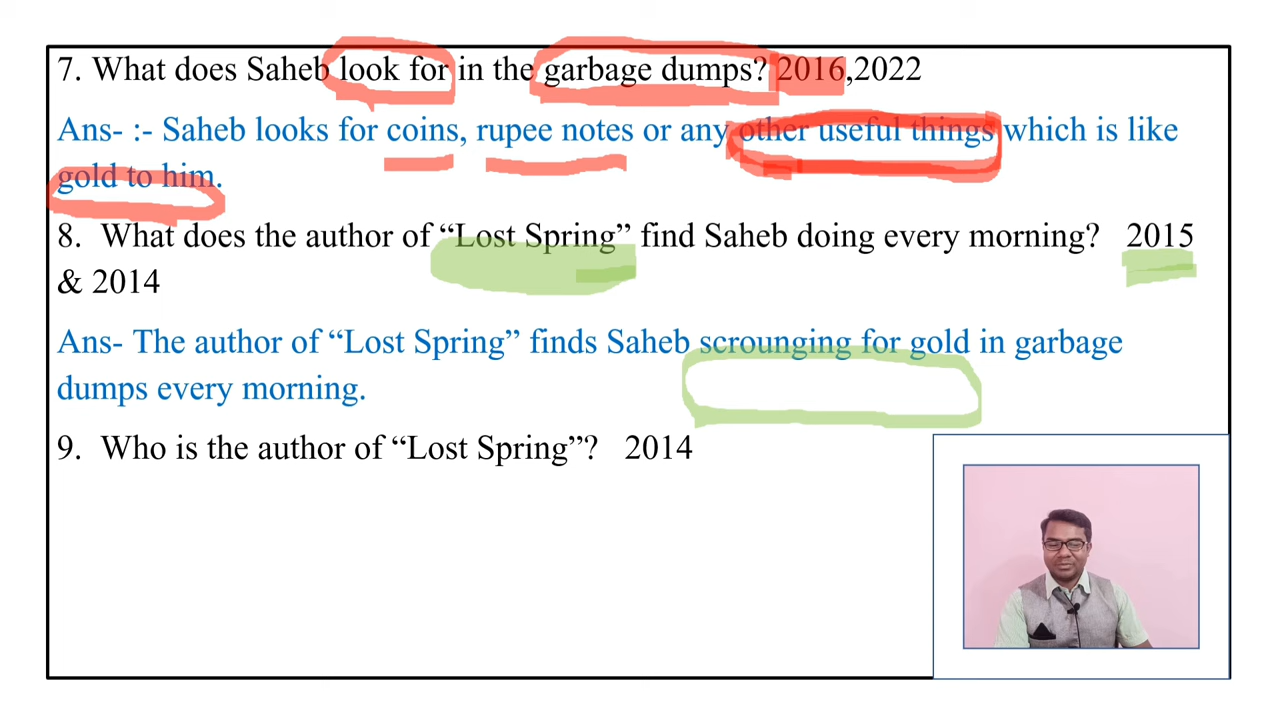 7. What does Saheb look for in the garbage dumps? 2016,2022
Ans- :- Saheb looks for coins, rupee notes or any other useful things which is like
gold to him.
8. What does the author of “Lost Spring” find Saheb doing every morning? 2015
& 2014
Ans- The author of “Lost Spring” finds Saheb scrounging for gold in garbage
dumps every morning.
9. Who is the author of “Lost Spring”? 2014